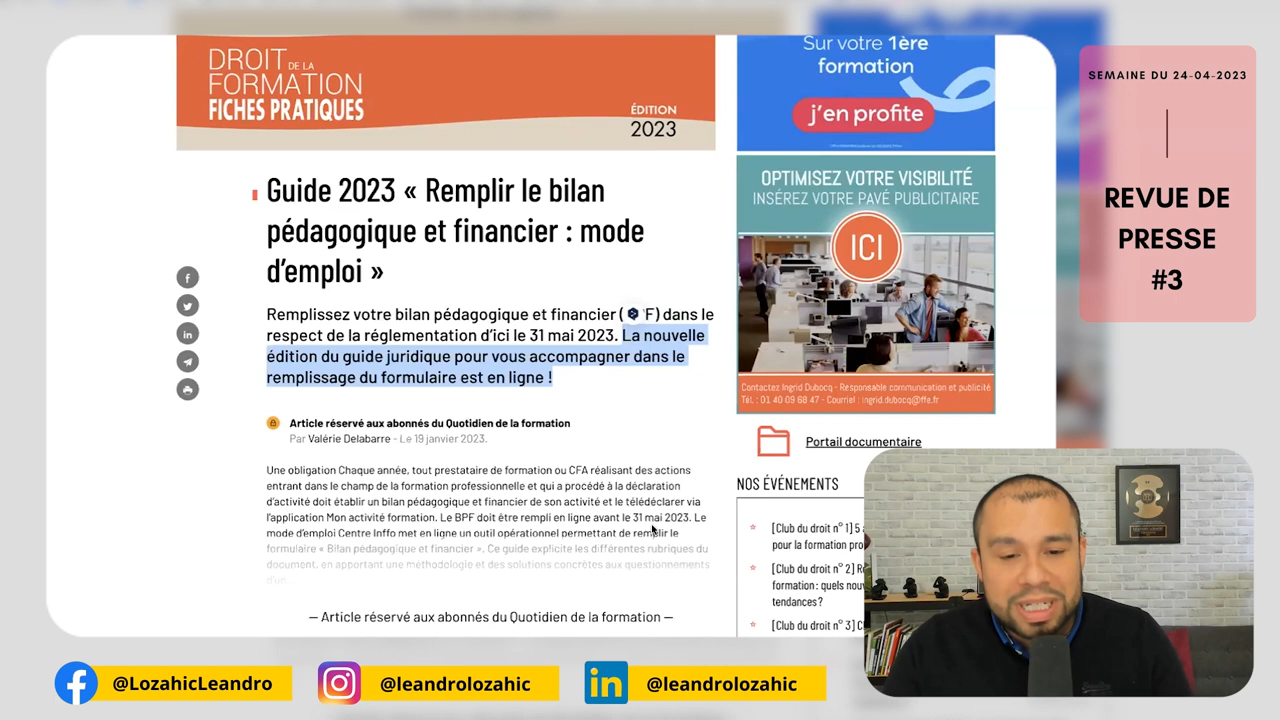 DROIT DE LA
FORMATION
FICHES PRATIQUES
ÉDITION
2023
Guide 2023 « Remplir le bilan
pédagogique et financier : mode
d’emploi »
Remplissez votre bilan pédagogique et financier ( F) dans le
respect de la réglementation d’ici le 31 mai 2023. La nouvelle
édition du guide juridique pour vous accompagner dans le
remplissage du formulaire est en ligne !
Article réservé aux abonnés du Quotidien de la formation
Par Valérie Delabarre - Le 19 janvier 2023.
Une obligation Chaque année, tout prestataire de formation ou CFA réalisant des actions
entrant dans le champ de la formation professionnelle et qui a procédé à la déclaration
d’activité doit établir un bilan pédagogique et financier de son activité et le télédéclarer via
l’application Mon activité formation. Le BPF doit être rempli en ligne avant le 31 mai 2023. Le
mode d’emploi Centre Inffo met en ligne un outil opérationnel permettant de remplir le
formulaire « Bilan pédagogique et financier ». Ce guide explicite les différentes rubriques du
document, en apportant une méthodologie et des solutions concrètes aux questionnements
d’un...
— Article réservé aux abonnés du Quotidien de la formation —
Sur votre 1ère
formation
j’en profite
OPTIMISEZ VOTRE VISIBILITÉ
INSÉREZ VOTRE PAVÉ PUBLICITAIRE
ICI
Contactez Ingrid Dubocq - Responsable communication et publicité
Tél. : 01 40 09 68 47 - Courriel : ingrid.dubocq@ffe.fr
Portail documentaire
NOS ÉVÉNEMENTS
[Club du droit n° 1] 5
pour la formation pro
[Club du droit n° 2] R
formation : quels nouv
tendances ?
[Club du droit n° 3] C
SEMAINE DU 24-04-2023
REVUE DE
PRESSE
#3
@LozahicLeandro
@leandrolozahic
@leandrolozahic